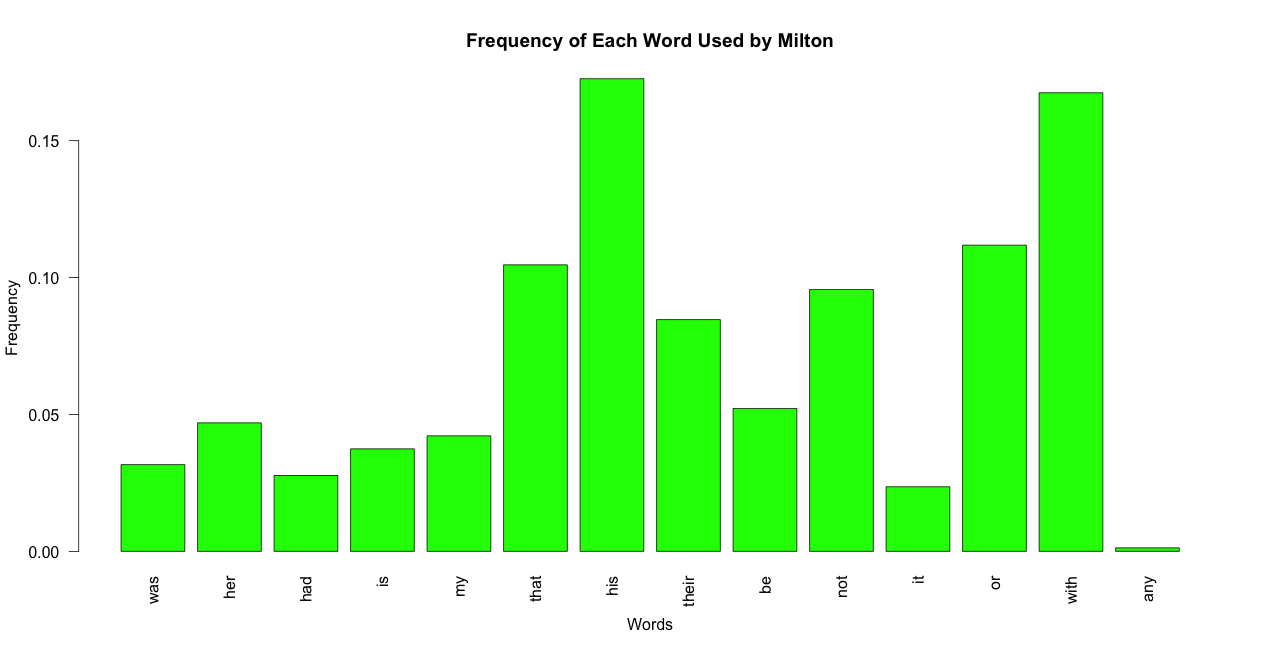 Frequency of Each Word Used by Milton
Frequency
0.15
0.10
0.05
0.00
was her had is my that his their be not it or with any
Words